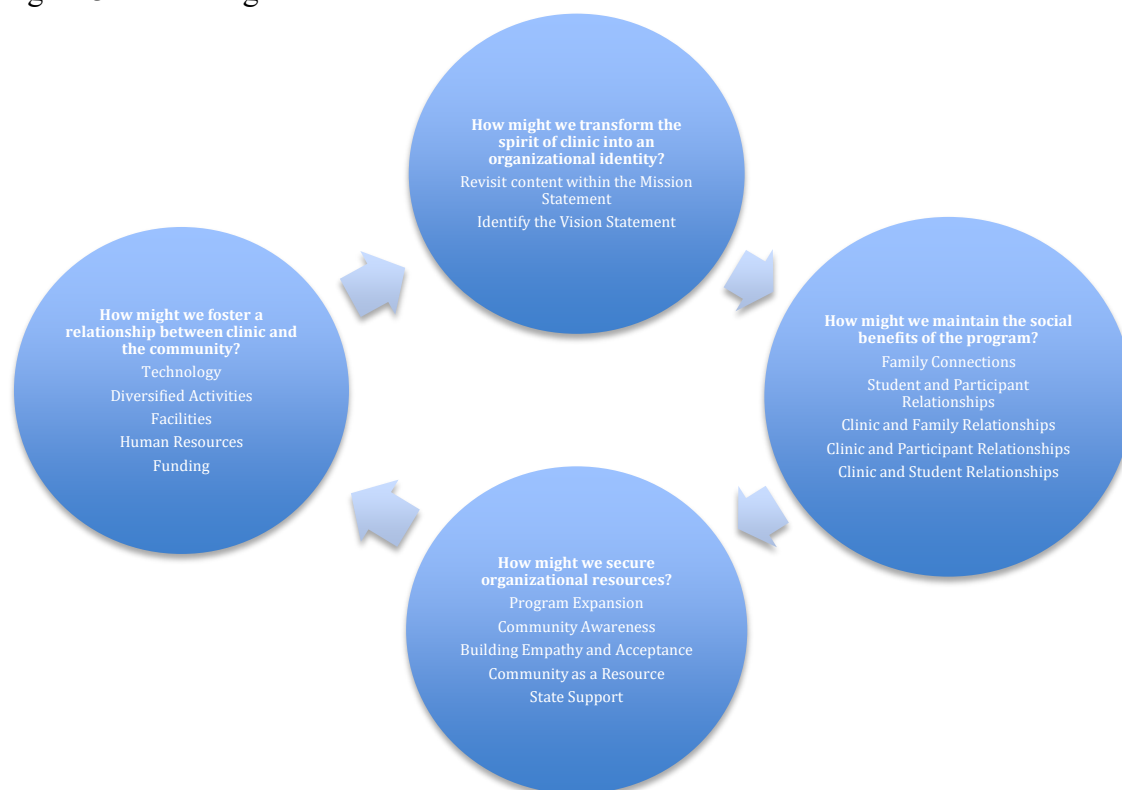 How might we transform the
spirit of clinic into an
organizational identity?
Revisit content within the Mission
Statement
Identify the Vision Statement
How might we maintain the social
benefits of the program?
Family Connections
Student and Participant
Relationships
Clinic and Family Relationships
Clinic and Participant Relationships
Clinic and Student Relationships
How might we secure
organizational resources?
Program Expansion
Community Awareness
Building Empathy and Acceptance
Community as a Resource
State Support
How might we foster a
relationship between clinic and
the community?
Technology
Diversified Activities
Facilities
Human Resources
Funding